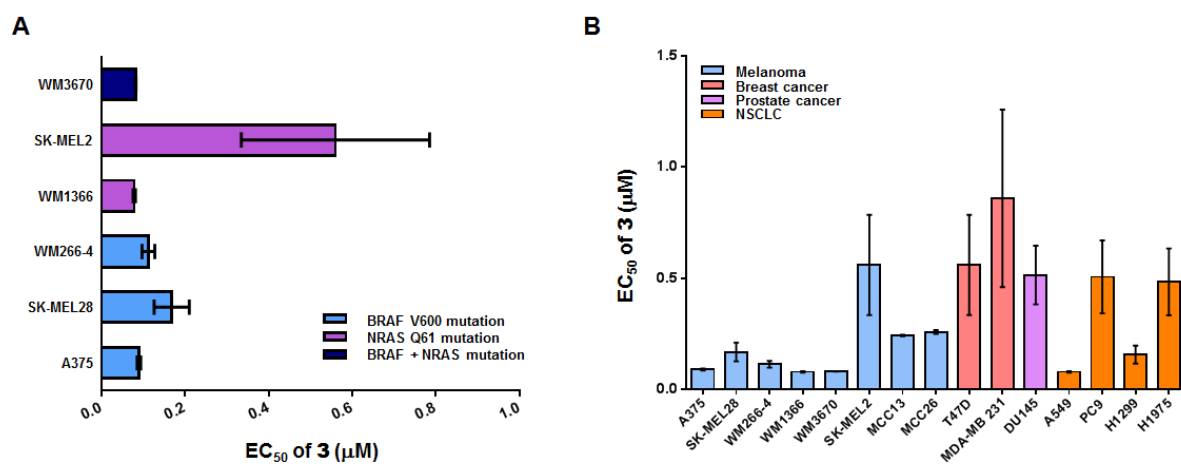 A
WM3670
SK-MEL2
WM1366
WM266-4
SK-MEL28
A375
BRAF V600 mutation
NRAS Q61 mutation
BRAF + NRAS mutation
0.0 0.2 0.4 0.6 0.8 1.0
EC50 of 3 (µM)
B
EC50 of 3 (µM)
1.5
1.0
0.5
0.0
Melanoma
Breast cancer
Prostate cancer
NSCLC
A375 SK-MEL28 WM266-4 WM1366 WM3670 SK-MEL2 MCC13 MCC26 T47D MDA-MB 231 DU145 A549 PC9 H1299 H1975